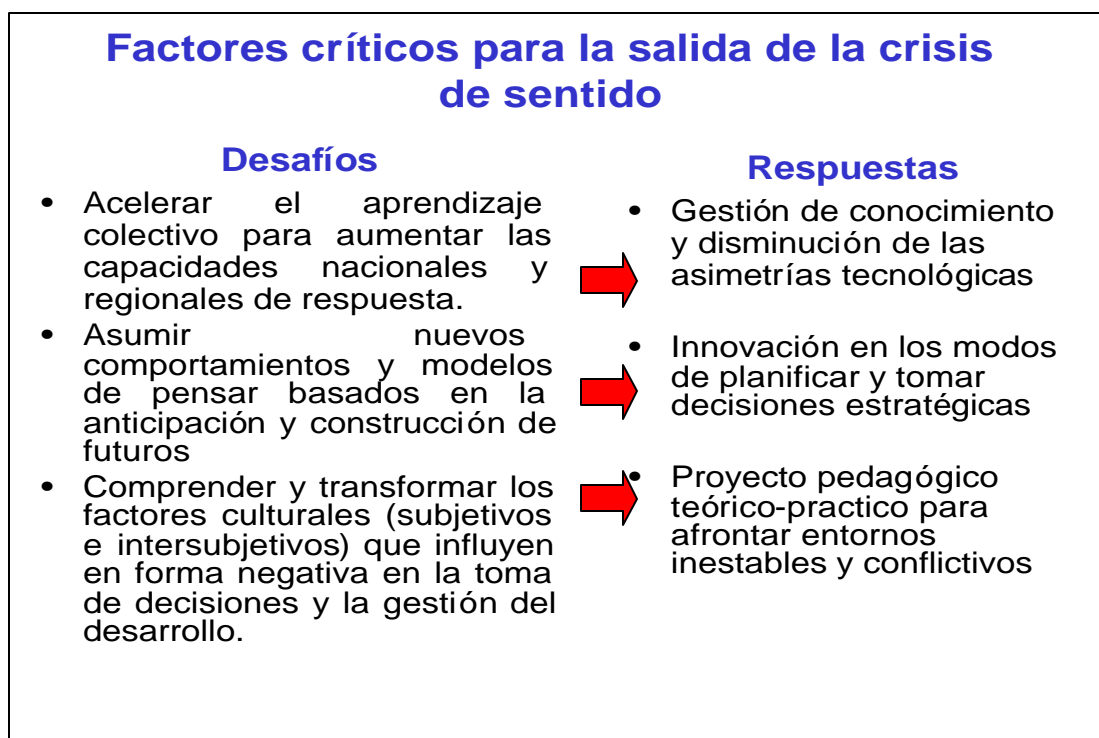 Factores críticos para la salida de la crisis
de sentido
Desafíos
• Acelerar el aprendizaje
colectivo para aumentar las
capacidades nacionales y
regionales de respuesta.
• Asumir nuevos
comportamientos y modelos
de pensar basados en la
anticipación y construcción de
futuros
• Comprender y transformar los
factores culturales (subjetivos
e intersubjetivos) que influyen
en forma negativa en la toma
de decisiones y la gestión del
desarrollo.
Respuestas
• Gestión de conocimiento
y disminución de las
asimetrías tecnológicas
• Innovación en los modos
de planificar y tomar
decisiones estratégicas
• Proyecto pedagógico
teórico-practico para
afrontar entornos
inestables y conflictivos